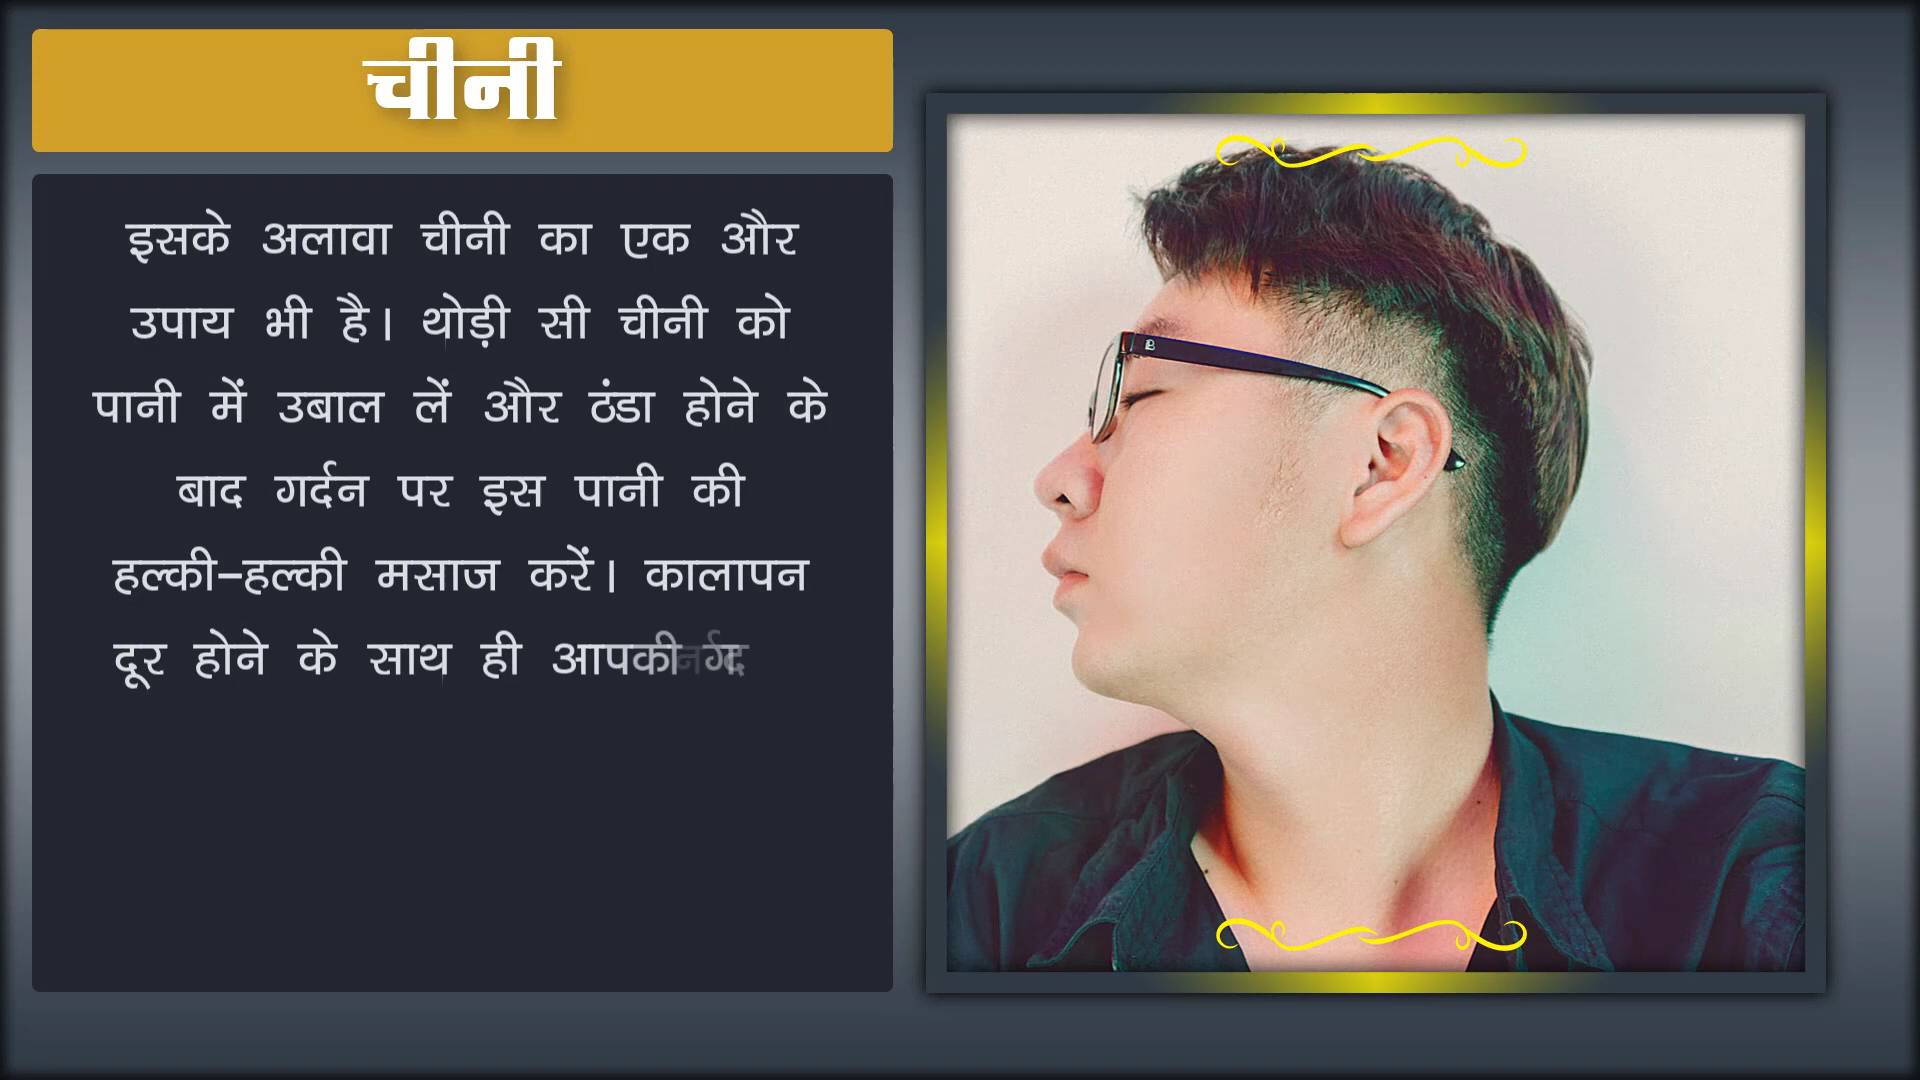 चीनी
इसके अलावा चीनी का एक और
उपाय भी है। थोड़ी सी चीनी को
पानी में उबाल लें और ठंडा होने के
बाद गर्दन पर इस पानी की
हल्की-हल्की मसाज करें। कालापन
दूर होने के साथ ही आपकी